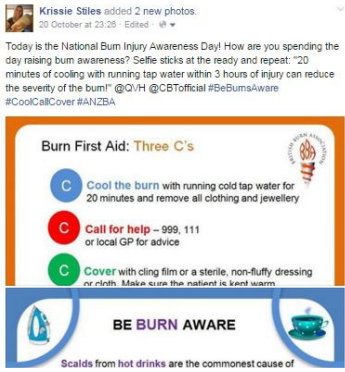 Krissie Stiles added 2 new photos.
20 October at 23:26 · Edited ·
Today is the National Burn Injury Awareness Day! How are you spending the
day raising burn awareness? Selfie sticks at the ready and repeat: "20
minutes of cooling with running tap water within 3 hours of injury can reduce
the severity of the burn!" @QVH @CBTofficial #BeBurnsAware
#CoolCallCover #ANZBA
Burn First Aid: Three C's
BRITISH BURN ASSOCIATION
BBA
C Cool the burn with running cold tap water for
20 minutes and remove all clothing and jewellery
C Call for help – 999, 111
or local GP for advice
C Cover with cling film or a sterile, non-fluffy dressing
or cloth. Make sure the patient is kept warm
BE BURN AWARE
Scalds from hot drinks are the commonest cause of